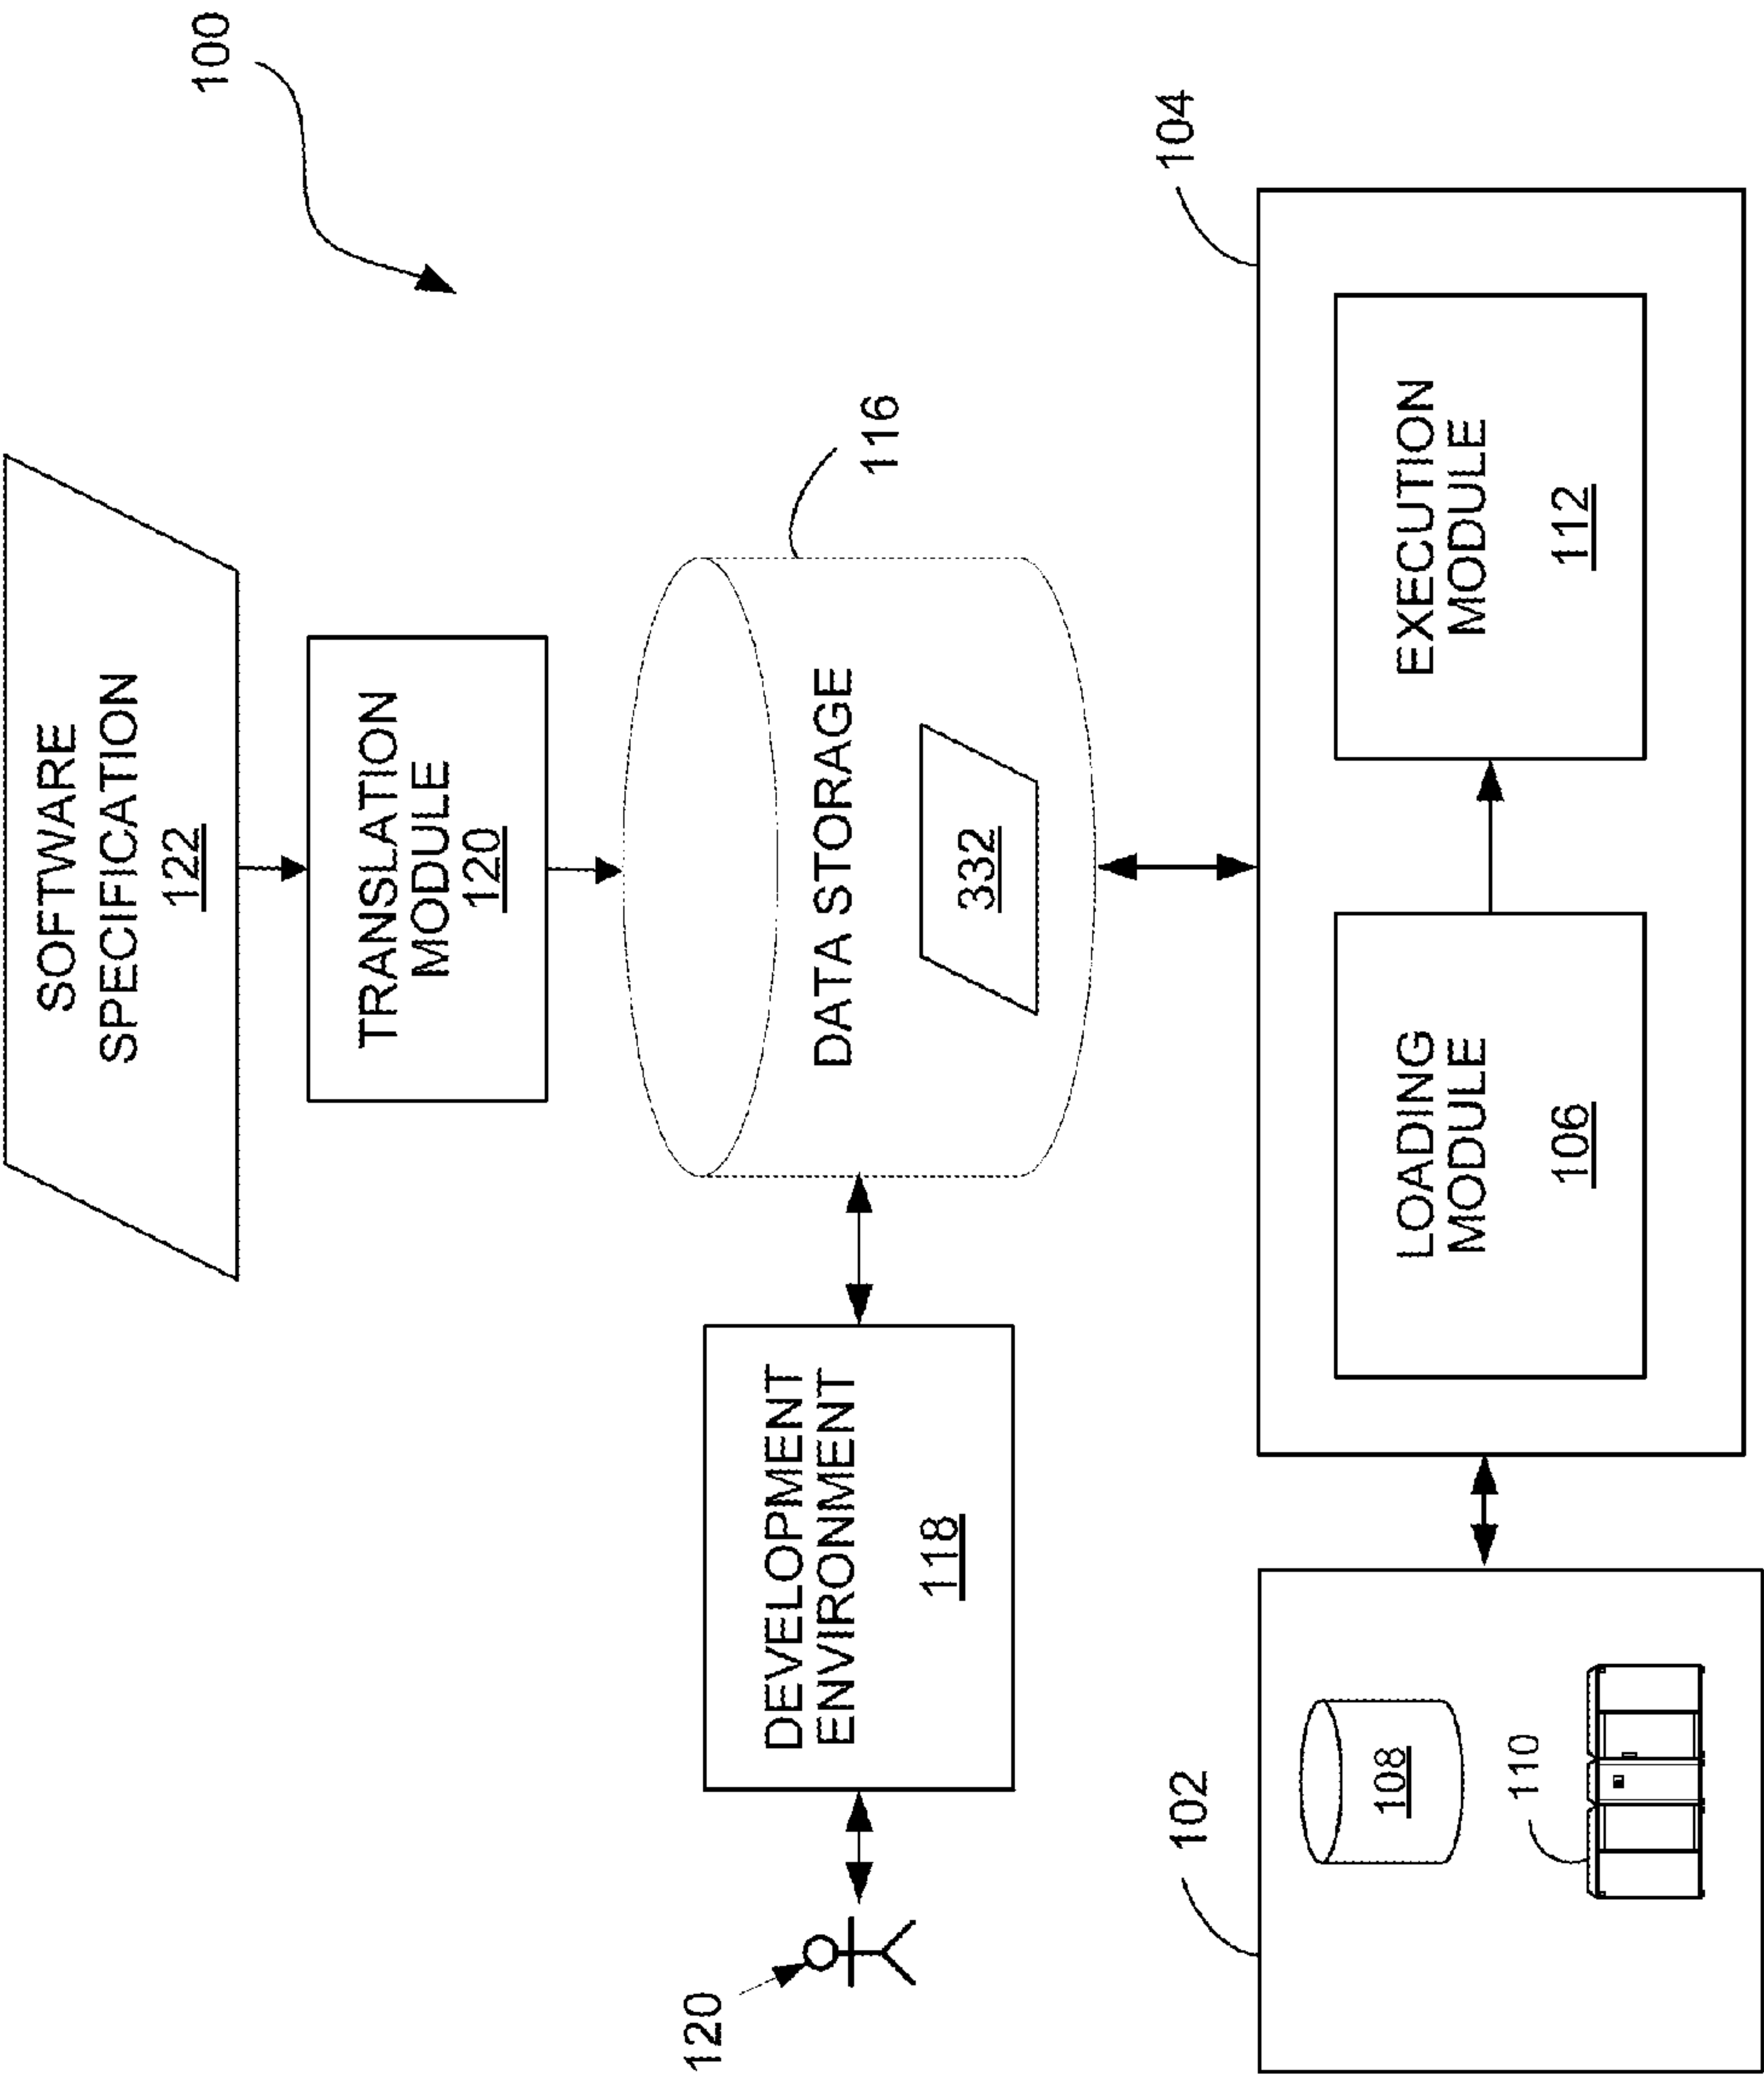 100
SOFTWARE
SPECIFICATION
122
TRANSLATION
MODULE
120
116
DATA STORAGE
332
DEVELOPMENT
ENVIRONMENT
118
120
104
EXECUTION
MODULE
112
LOADING
MODULE
106
102
108
110